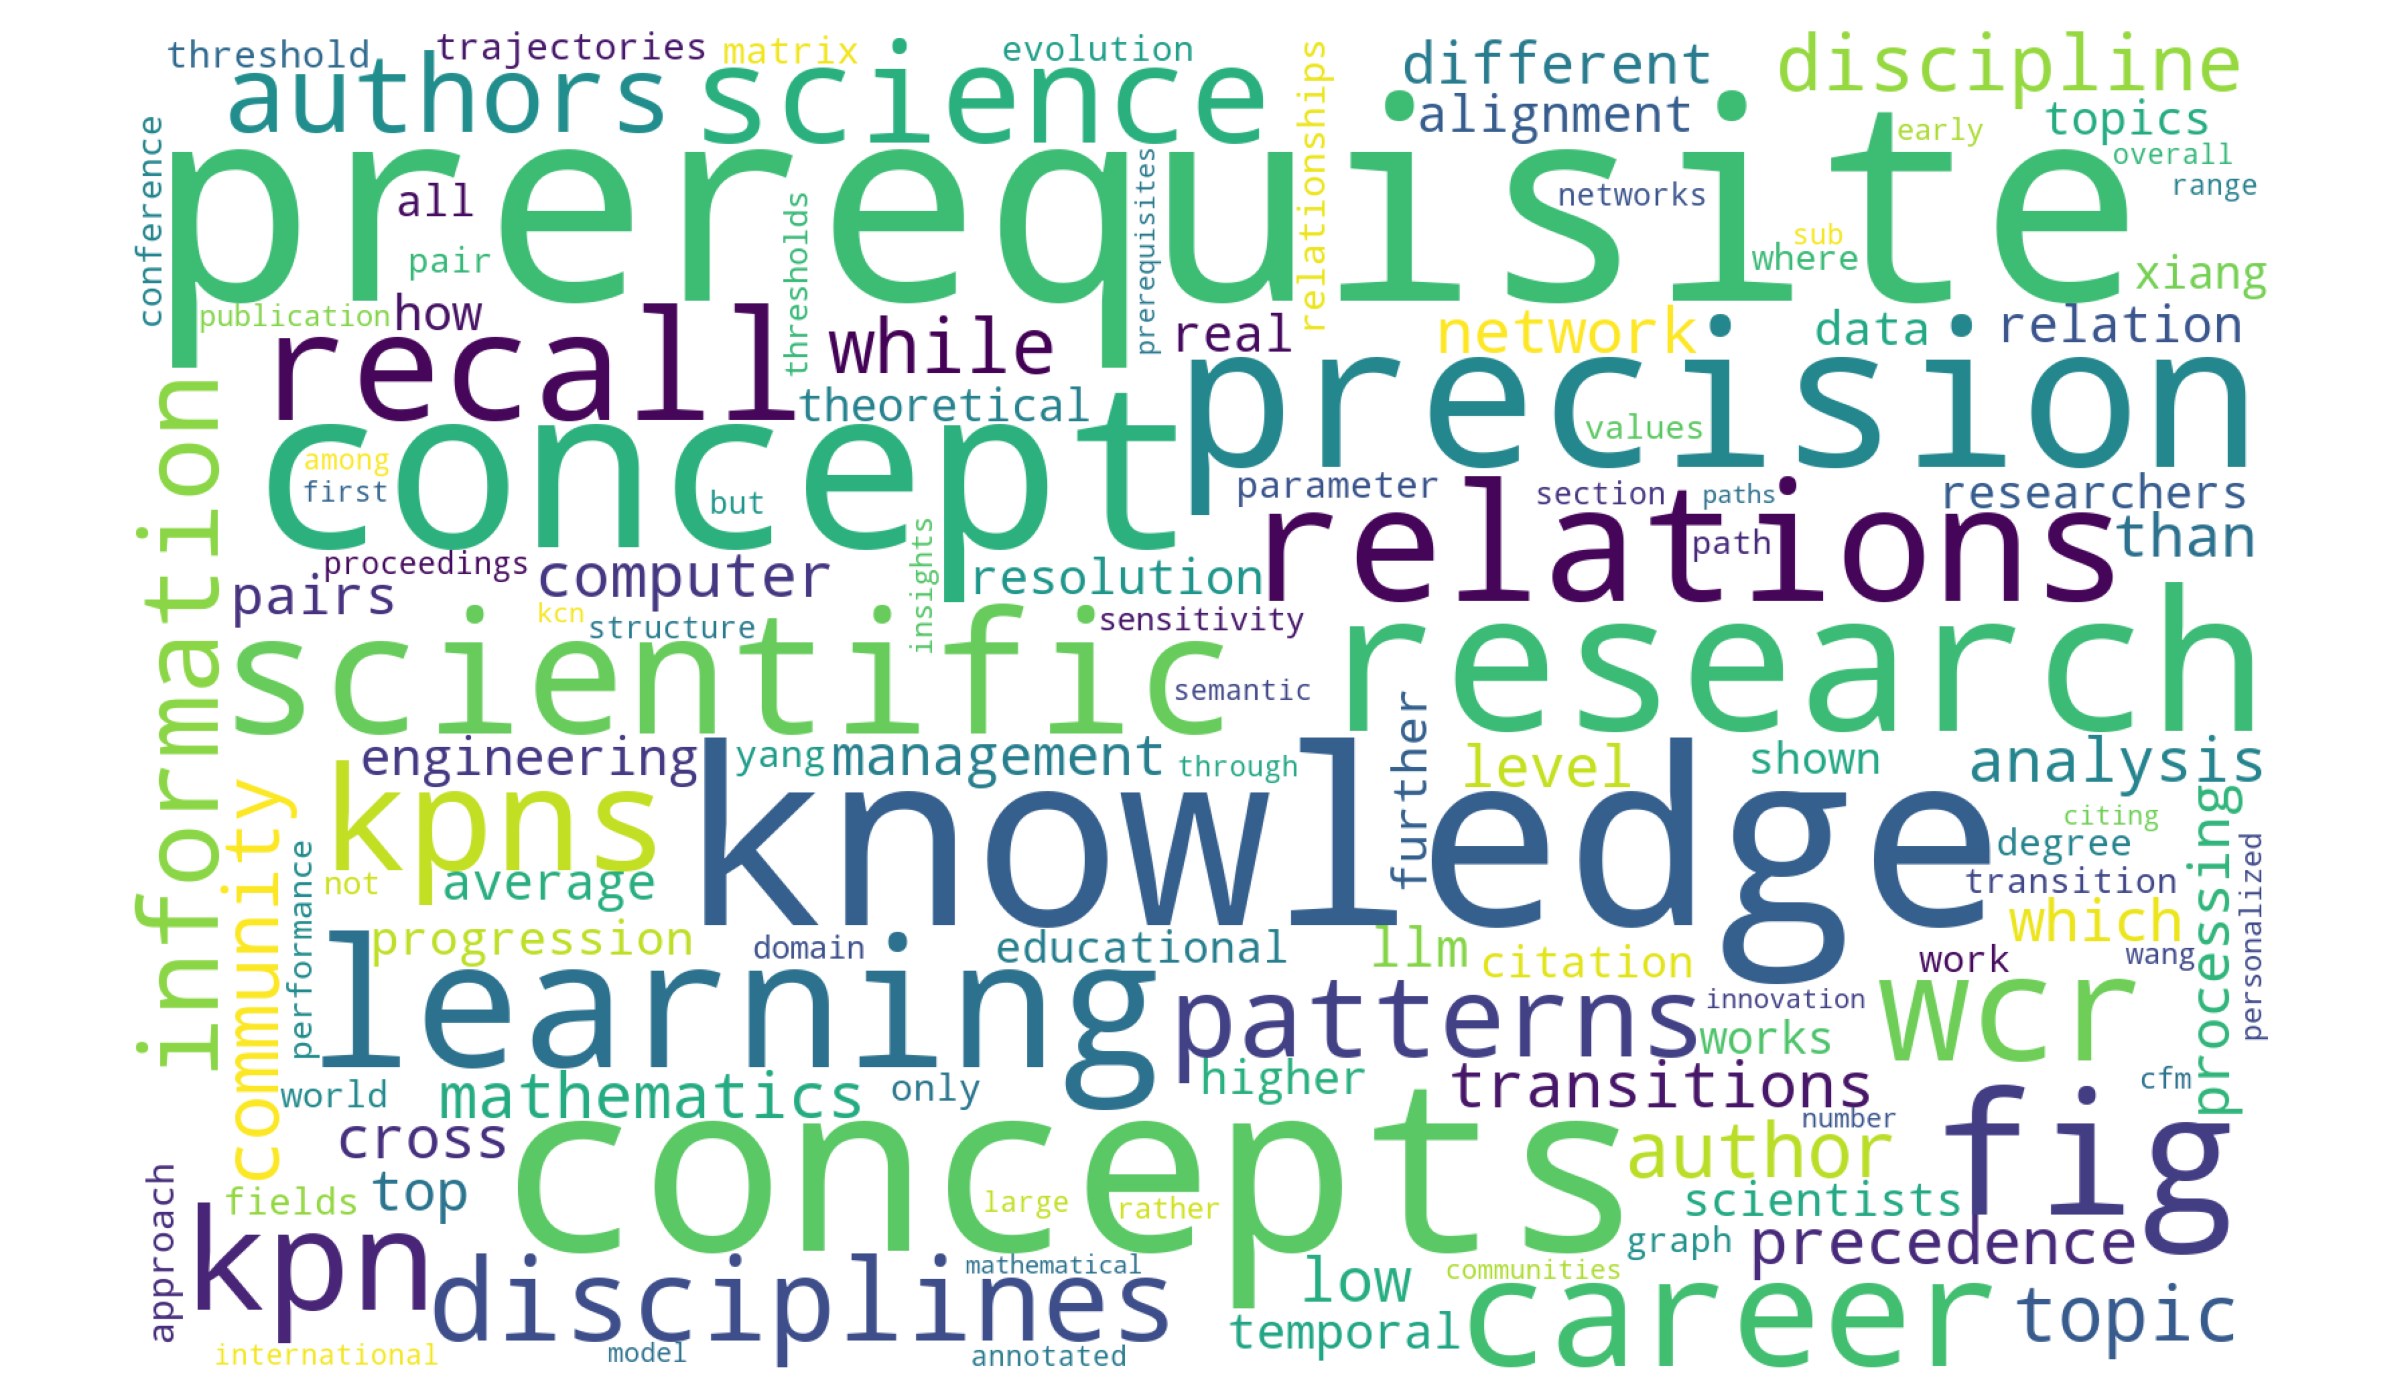 threshold
trajectories
matrix
evolution
different
discipline
authors
science
relationships
alignment
topics
early
overall
range
conference
prerequisite
all
pair
thresholds
prerequisites
networks
sub
where
xiang
publication
how
recall
while
real
network
data
relation
information
theoretical
precision
values
concept
among
first
but
parameter
section
paths
researchers
relations
path
than
proceedings
pairs
computer
insights
resolution
kcn
structure
sensitivity
scientific
semantic
research
engineering
yang
management
through
further
level
shown
analysis
community
kpns
knowledge
citing
degree
processing
performance
not
average
transition
personalized
progression
domain
educational
llm
citation
which
work
wang
learning
patterns
innovation
wcr
works
world
mathematics
only
higher
transitions
cfm
number
cross
concepts
author
fig
approach
fields
top
large
rather
scientists
kpn
disciplines
mathematical
graph
precedence
low
communities
career
topic
temporal
international
model
annotated